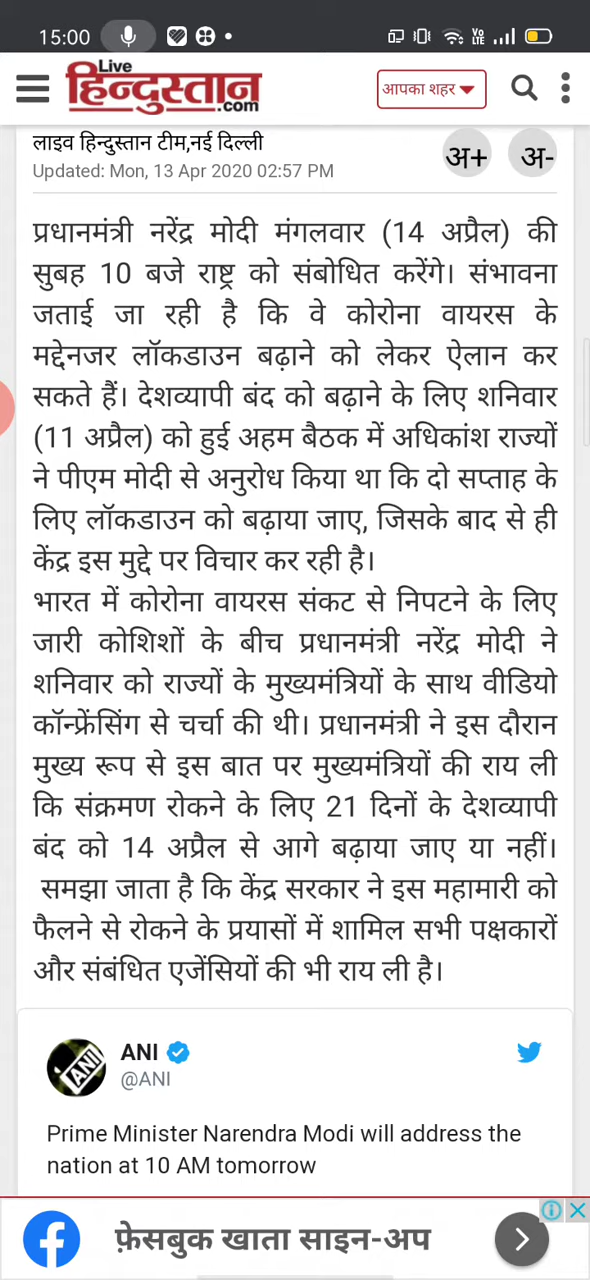 15:00
Vo
LTE
Live
हिन्दुस्तान
.com
आपका शहर
लाइव हिन्दुस्तान टीम,नई दिल्ली
Updated: Mon, 13 Apr 2020 02:57 PM
अ+
अ-
प्रधानमंत्री नरेंद्र मोदी मंगलवार (14 अप्रैल) की
सुबह 10 बजे राष्ट्र को संबोधित करेंगे। संभावना
जताई जा रही है कि वे कोरोना वायरस के
मद्देनजर लॉकडाउन बढ़ाने को लेकर ऐलान कर
सकते हैं। देशव्यापी बंद को बढ़ाने के लिए शनिवार
(11 अप्रैल) को हुई अहम बैठक में अधिकांश राज्यों
ने पीएम मोदी से अनुरोध किया था कि दो सप्ताह के
लिए लॉकडाउन को बढ़ाया जाए, जिसके बाद से ही
केंद्र इस मुद्दे पर विचार कर रही है।
भारत में कोरोना वायरस संकट से निपटने के लिए
जारी कोशिशों के बीच प्रधानमंत्री नरेंद्र मोदी ने
शनिवार को राज्यों के मुख्यमंत्रियों के साथ वीडियो
कॉन्फ्रेंसिंग से चर्चा की थी। प्रधानमंत्री ने इस दौरान
मुख्य रूप से इस बात पर मुख्यमंत्रियों की राय ली
कि संक्रमण रोकने के लिए 21 दिनों के देशव्यापी
बंद को 14 अप्रैल से आगे बढ़ाया जाए या नहीं।
समझा जाता है कि केंद्र सरकार ने इस महामारी को
फैलने से रोकने के प्रयासों में शामिल सभी पक्षकारों
और संबंधित एजेंसियों की भी राय ली है।
ANI
ANI
@ANI
Prime Minister Narendra Modi will address the
nation at 10 AM tomorrow
फ़ेसबुक खाता साइन-अप